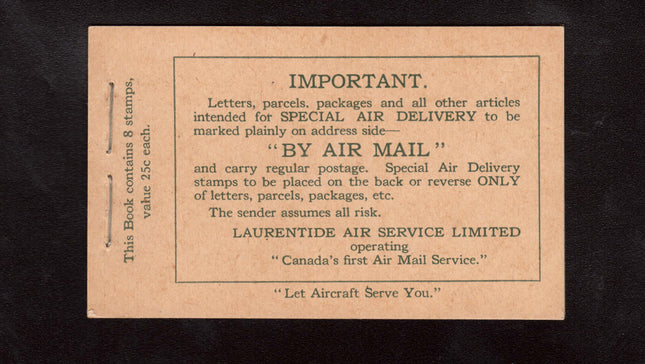 This Book contains 8 stamps,
value 25c each.
IMPORTANT.
Letters, parcels. packages and all other articles
intended for SPECIAL AIR DELIVERY to be
marked plainly on address side—
"BY AIR MAIL"
and carry regular postage. Special Air Delivery
stamps to be placed on the back or reverse ONLY
of letters, parcels, packages, etc.
The sender assumes all risk.
LAURENTIDE AIR SERVICE LIMITED
operating
"Canada's first Air Mail Service."
"Let Aircraft Serve You."